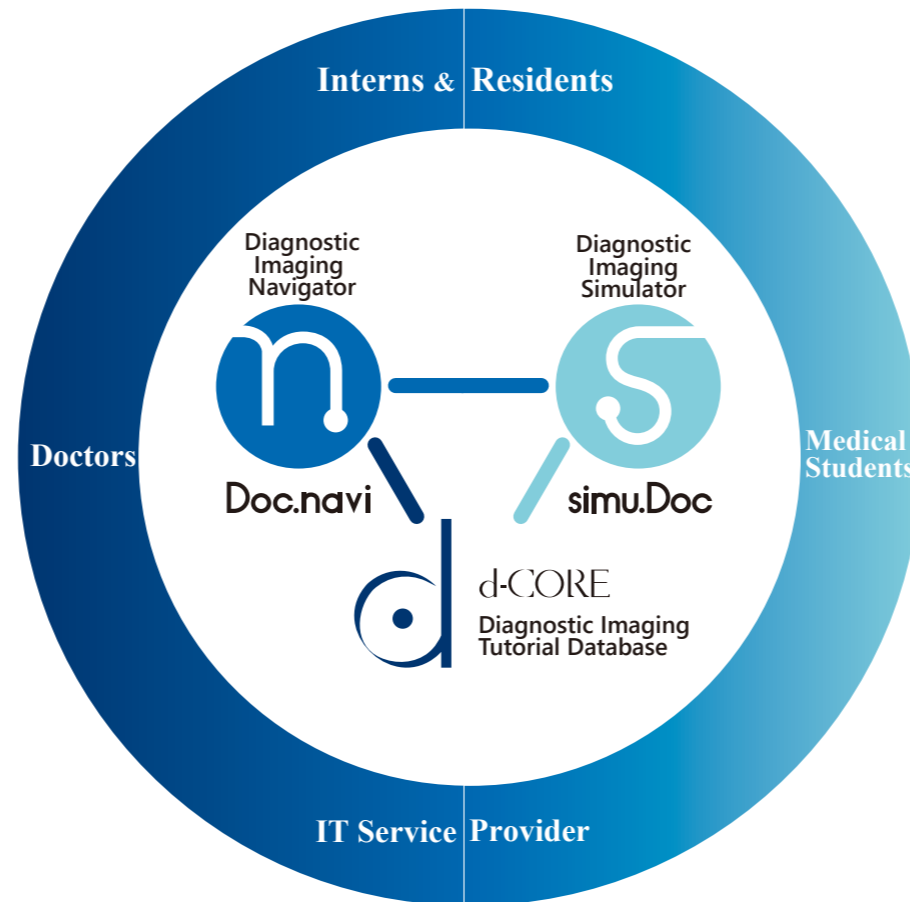 Interns & Residents
Diagnostic
Imaging
Navigator
Diagnostic
Imaging
Simulator
Doctors
Medical
Students
Doc.navi
simu.Doc
d-CORE
Diagnostic Imaging
Tutorial Database
IT Service Provider